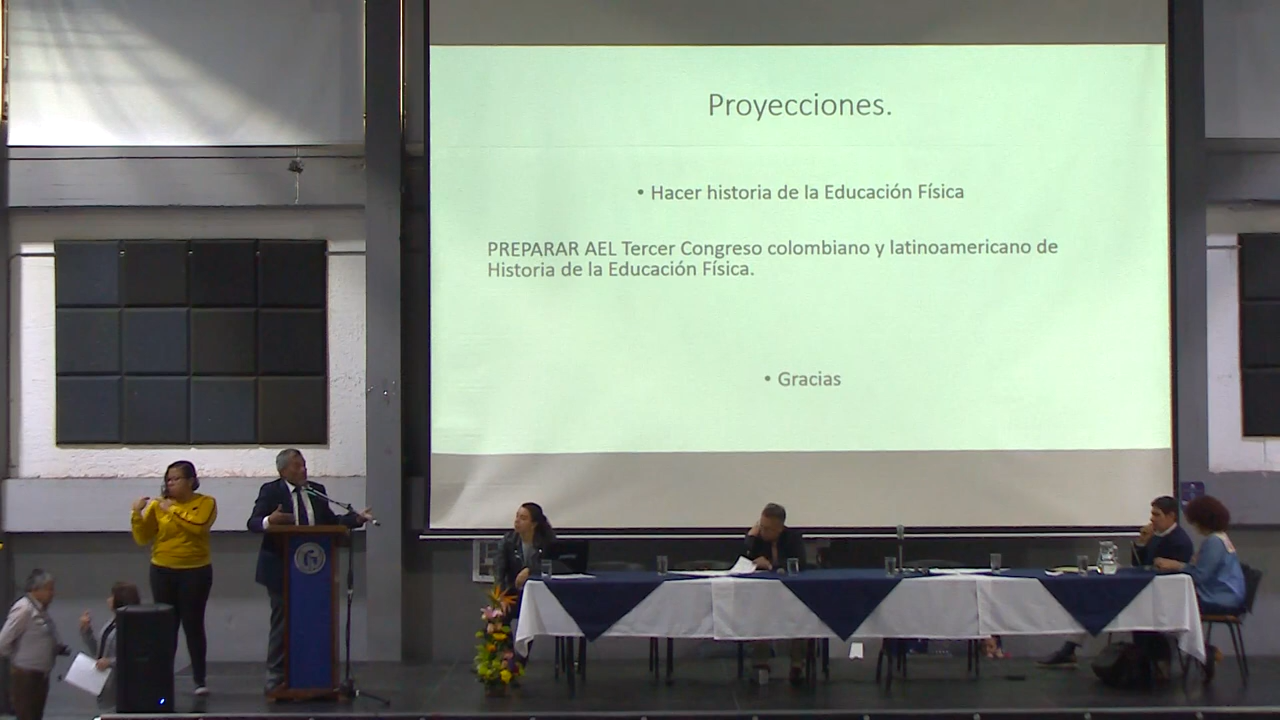 Proyecciones.
• Hacer historia de la Educación Física
PREPARAR AEL Tercer Congreso colombiano y latinoamericano de
Historia de la Educación Física.
• Gracias